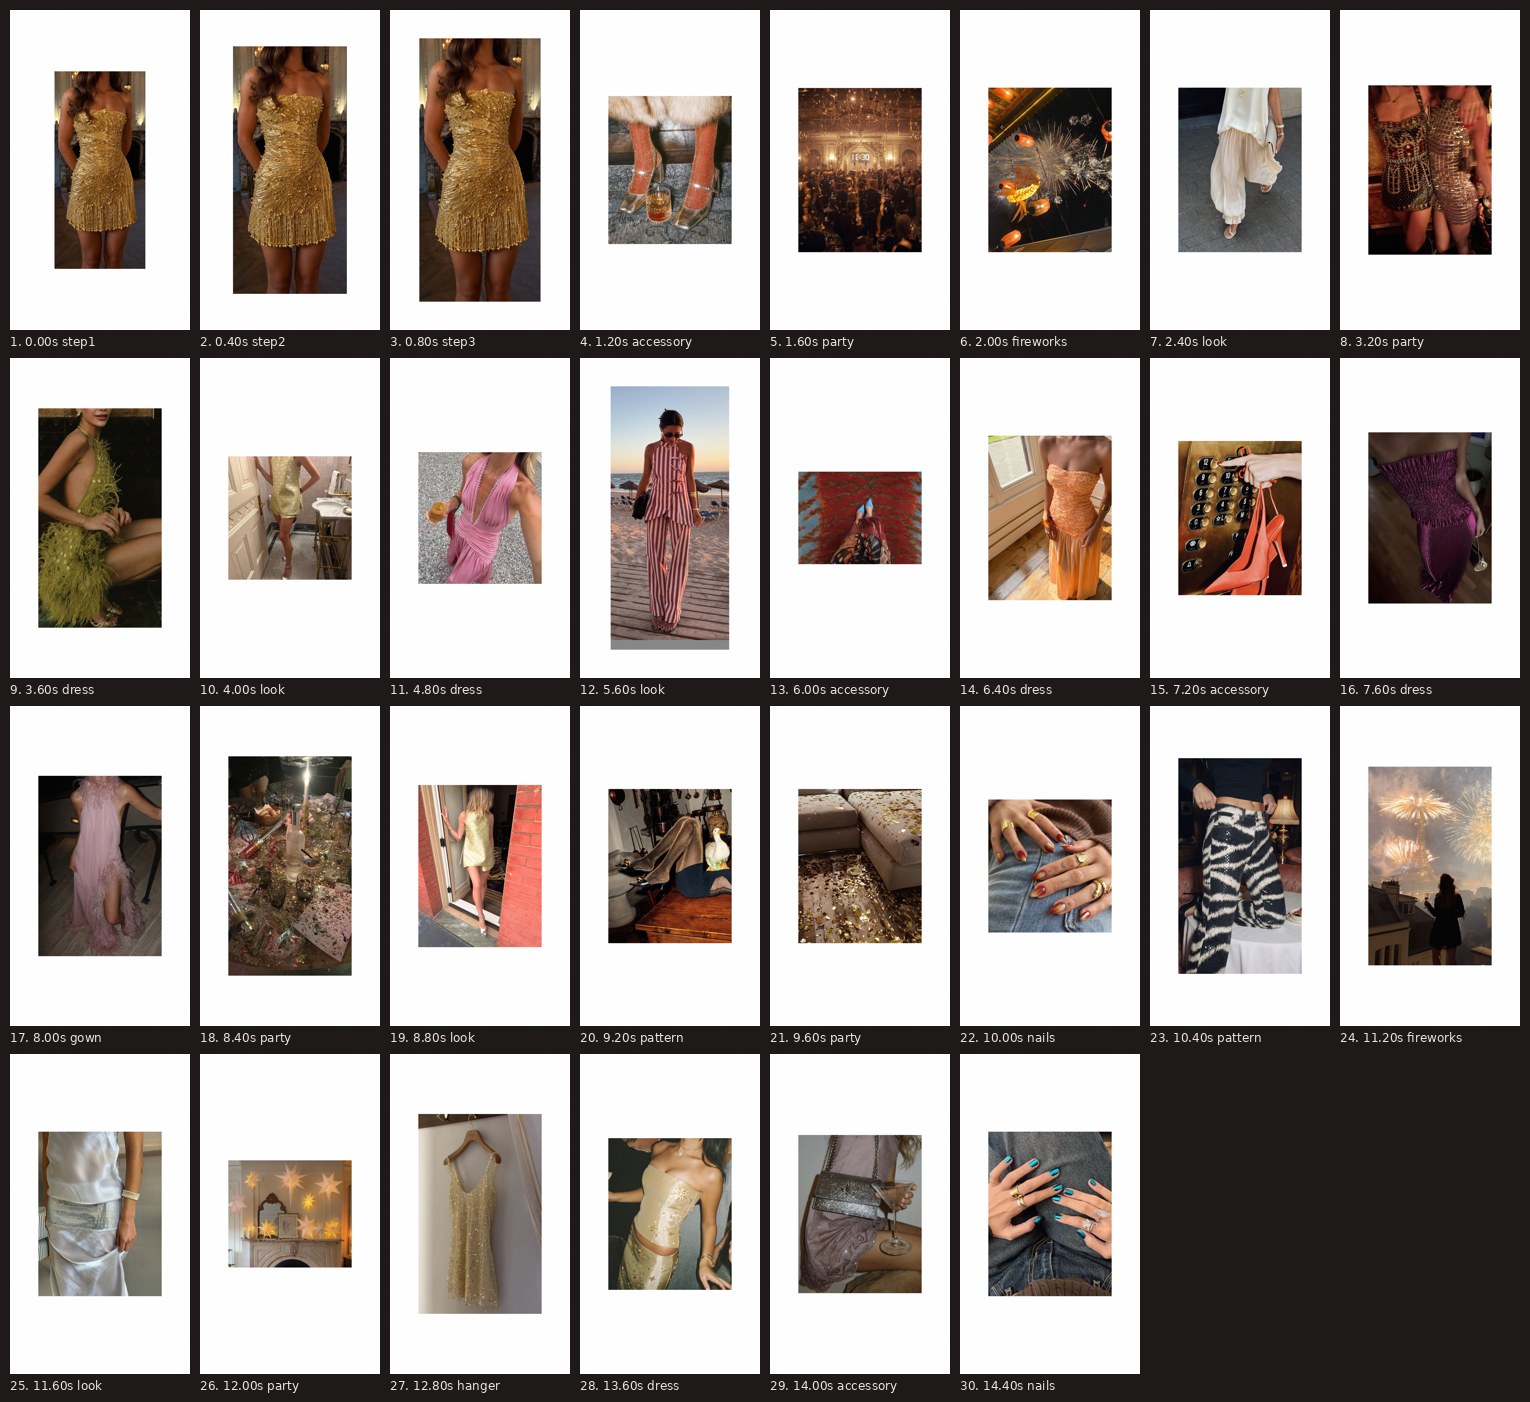 1. 0.00s step1
2. 0.40s step2
3. 0.80s step3
4. 1.20s accessory
5. 1.60s party
6. 2.00s fireworks
7. 2.40s look
8. 3.20s party
9. 3.60s dress
10. 4.00s look
11. 4.80s dress
12. 5.60s look
13. 6.00s accessory
14. 6.40s dress
15. 7.20s accessory
16. 7.60s dress
17. 8.00s gown
18. 8.40s party
19. 8.80s look
20. 9.20s pattern
21. 9.60s party
22. 10.00s nails
23. 10.40s pattern
24. 11.20s fireworks
25. 11.60s look
26. 12.00s party
27. 12.80s hanger
28. 13.60s dress
29. 14.00s accessory
30. 14.40s nails